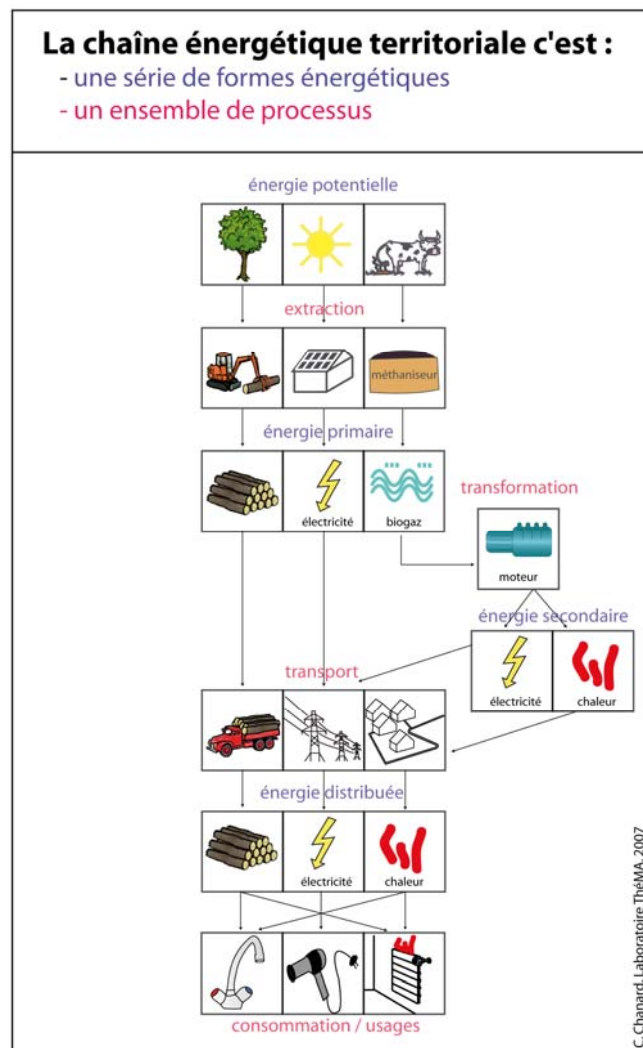 La chaîne énergétique territoriale c'est :
- une série de formes énergétiques
- un ensemble de processus
énergie potentielle
extraction
méthaniseur
énergie primaire
électricité
biogaz
transformation
moteur
énergie secondaire
électricité
chaleur
transport
énergie distribuée
électricité
chaleur
consommation / usages
C. Chanard, Laboratoire ThéMA, 2007